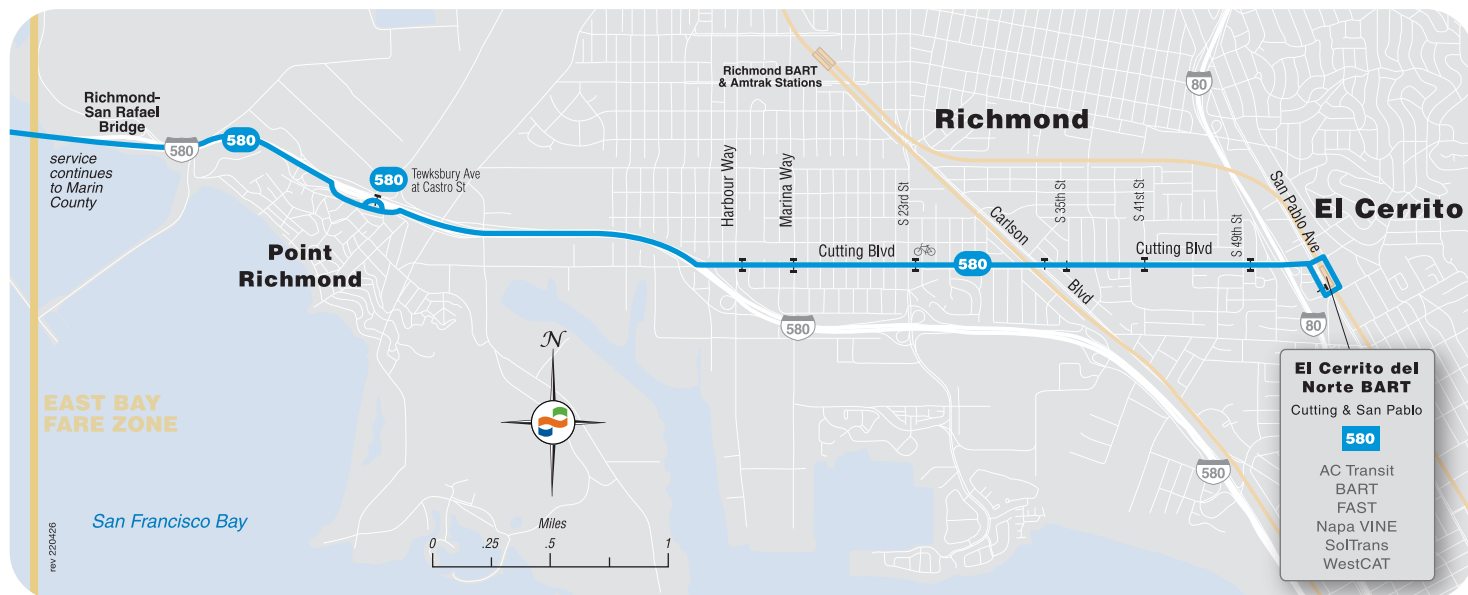 Richmond-
San Rafael
Bridge
580
580
service
continues
to Marin
County
580
Tewksbury Ave
at Castro St
Point
Richmond
Richmond BART
& Amtrak Stations
Richmond
80
El Cerrito
San Pablo Ave
Harbour Way
Marina Way
S 23rd St
Carlson
Blvd
S 35th St
S 41st St
S 49th St
Cutting Blvd
580
Cutting Blvd
580
80
580
El Cerrito del
Norte BART
Cutting & San Pablo
580
AC Transit
BART
FAST
Napa VINE
SolTrans
WestCAT
EAST BAY
FARE ZONE
San Francisco Bay
rev 220426
N
Miles
0 .25 .5 1